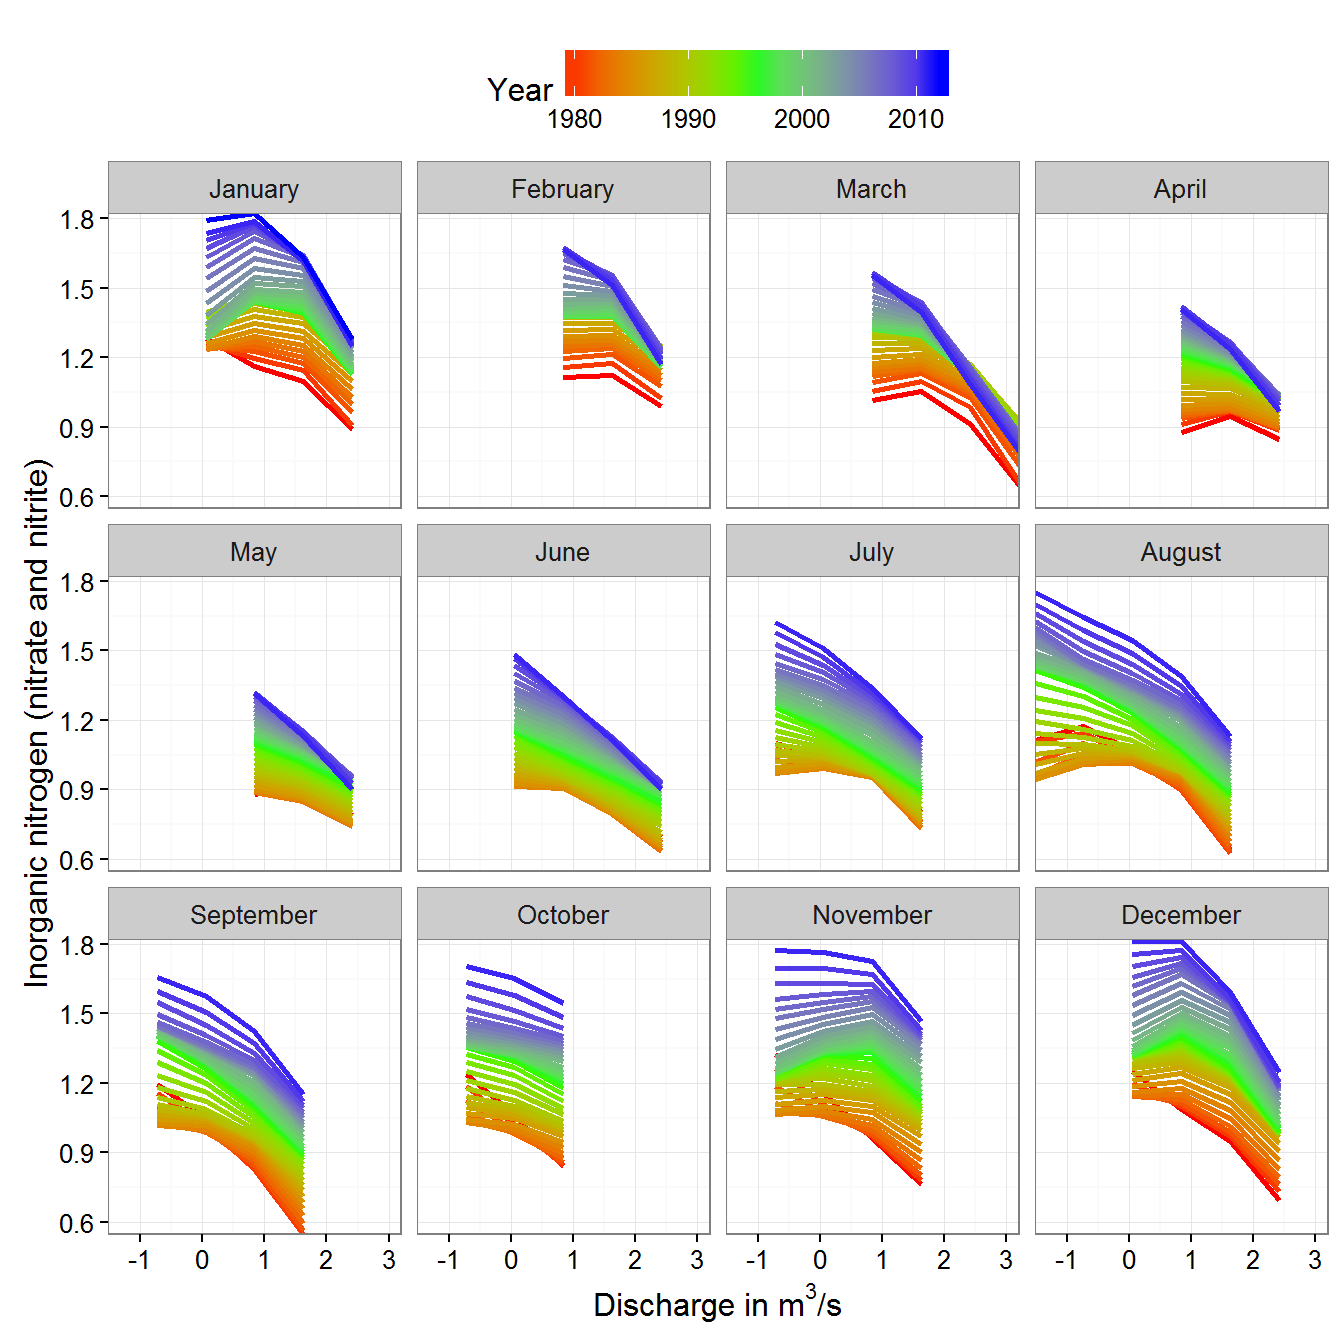 Year
1980 1990 2000 2010
January February March April
1.8
1.5
1.2
0.9
0.6
May June July August
1.8
1.5
1.2
0.9
0.6
September October November December
1.8
1.5
1.2
0.9
0.6
-1 0 1 2 3 -1 0 1 2 3 -1 0 1 2 3 -1 0 1 2 3
Inorganic nitrogen (nitrate and nitrite)
Discharge in m³/s